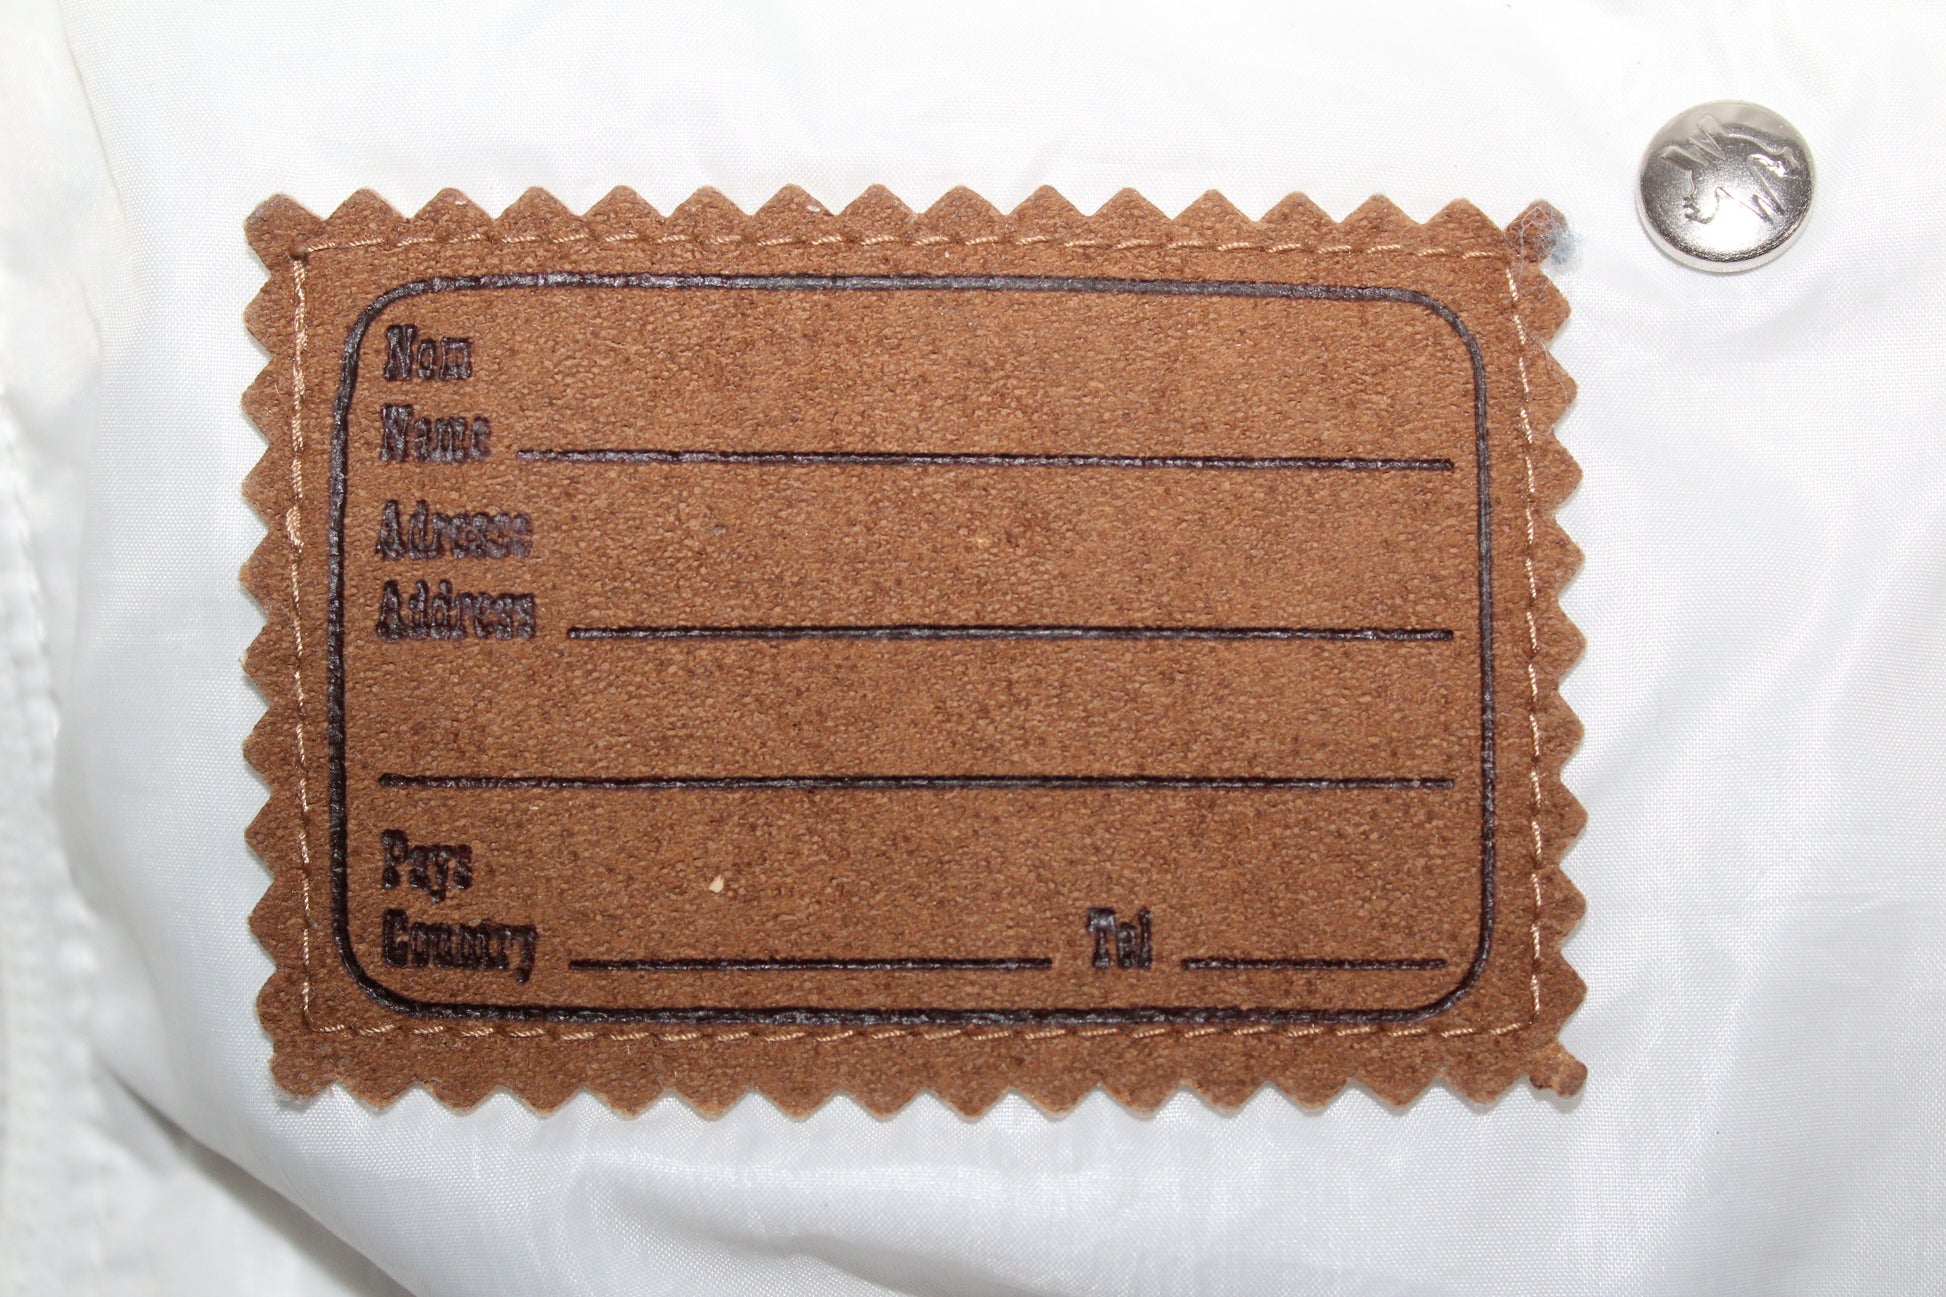 Nom
Name
Adresse
Address
Pays
Country Tel